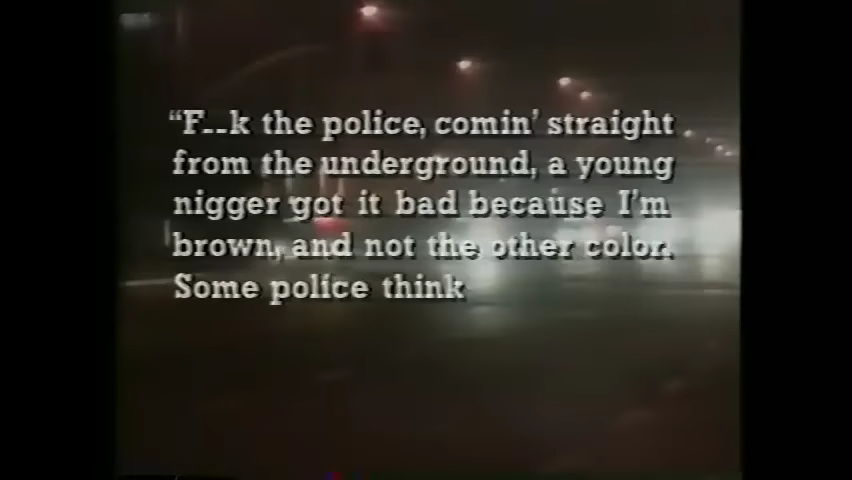 “F--k the police, comin' straight
from the underground, a young
nigger got it bad because I'm
brown, and not the other color.
Some police think